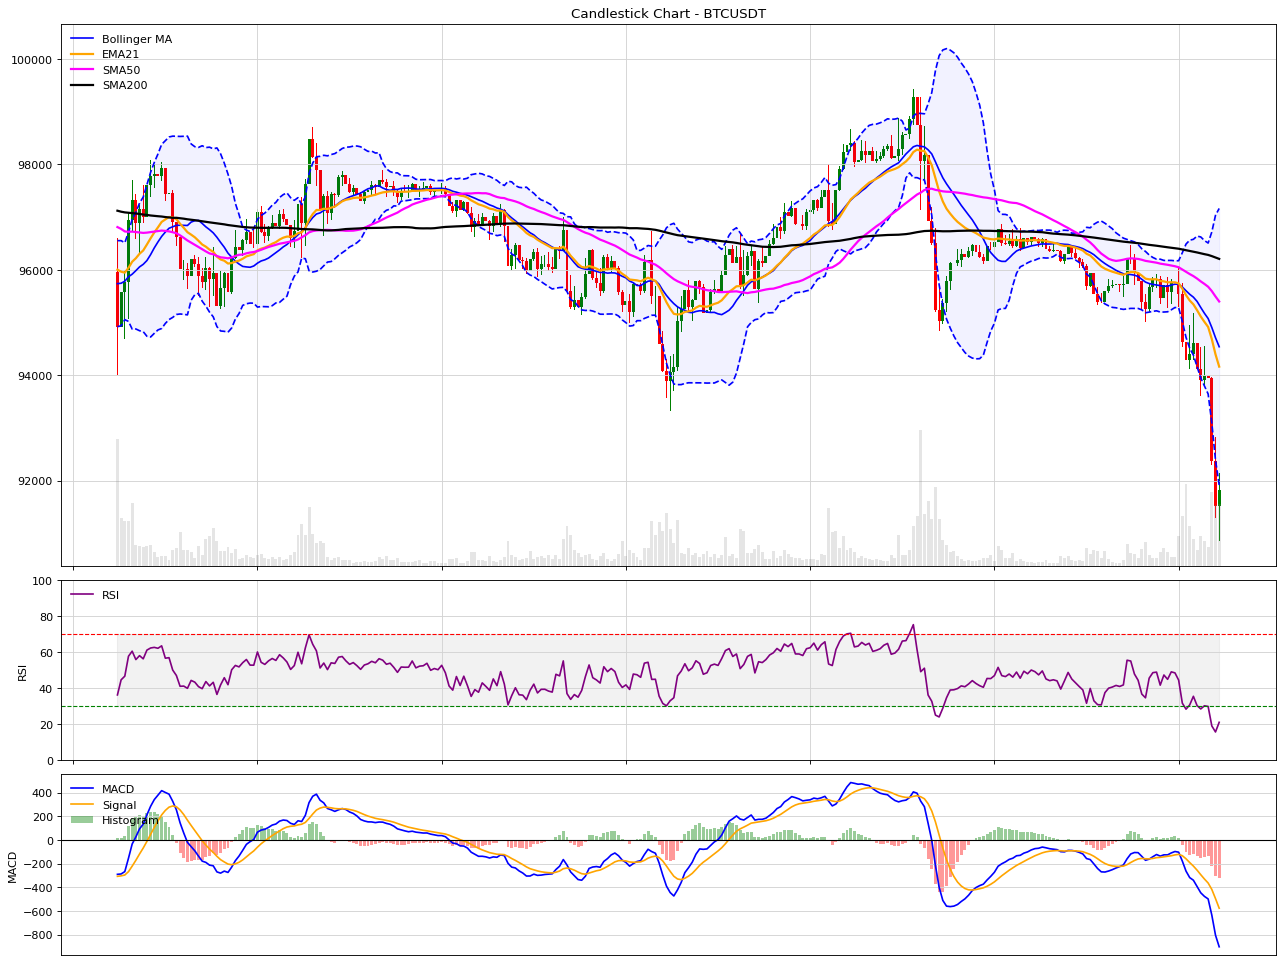 Candlestick Chart - BTCUSDT
Bollinger MA
EMA21
SMA50
SMA200
100000
98000
96000
94000
92000
RSI
100
80
60
40
20
0
RSI
MACD
Signal
Histogram
400
200
0
−200
−400
−600
−800
MACD